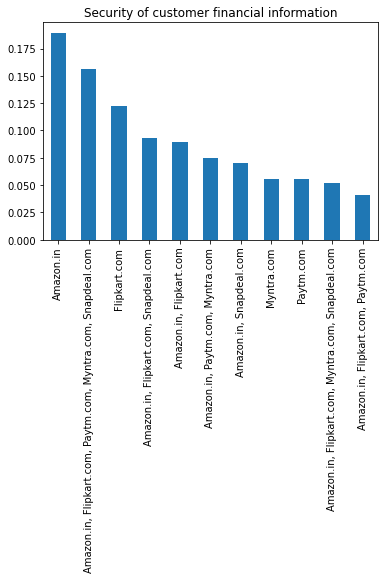 Security of customer financial information
0.175
0.150
0.125
0.100
0.075
0.050
0.025
0.000
Amazon.in
Amazon.in, Flipkart.com, Paytm.com, Myntra.com, Snapdeal.com
Flipkart.com
Amazon.in, Flipkart.com, Snapdeal.com
Amazon.in, Flipkart.com
Amazon.in, Paytm.com, Myntra.com
Amazon.in, Snapdeal.com
Myntra.com
Paytm.com
Amazon.in, Flipkart.com, Myntra.com, Snapdeal.com
Amazon.in, Flipkart.com, Paytm.com